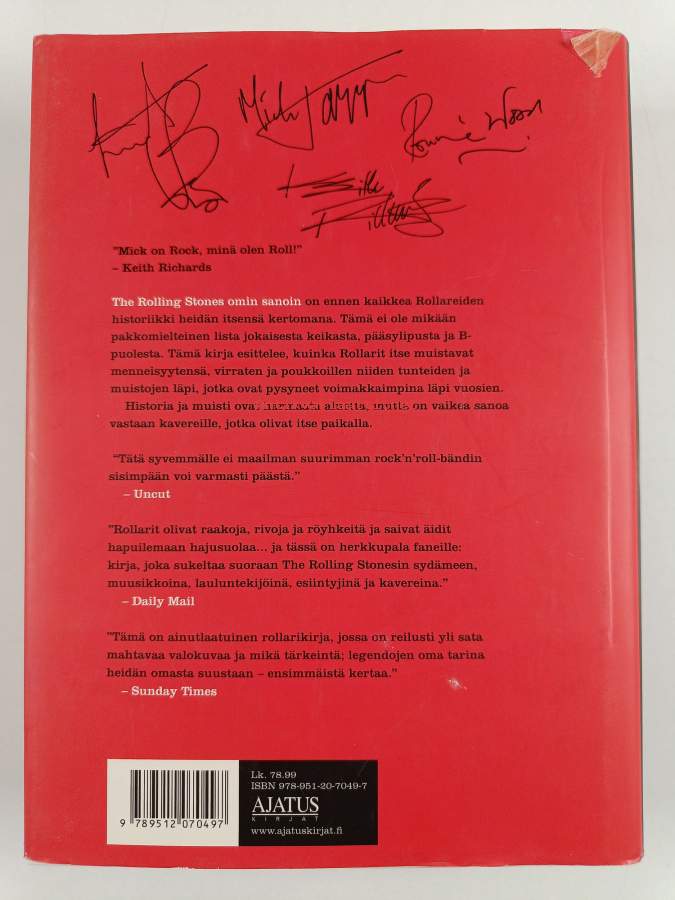 Ronnie Wood
"Mick on Rock, minä olen Roll!"
– Keith Richards
The Rolling Stones omin sanoin on ennen kaikkea Rollareiden
historiikki heidän itsensä kertomana. Tämä ei ole mikään
pakkomielteinen lista jokaisesta keikasta, pääsylipusta ja B-
puolesta. Tämä kirja esittelee, kuinka Rollarit itse muistavat
menneisyytensä, virraten ja poukkoillen niiden tunteiden ja
muistojen läpi, jotka ovat pysyneet voimakkaimpina läpi vuosien.
Historia ja muisti ovat hankalia alueita, mutta on vaikea sanoa
vastaan kavereille, jotka olivat itse paikalla.
"Tätä syvemmälle ei maailman suurimman rock'n'roll-bändin
sisimpään voi varmasti päästä."
– Uncut
"Rollarit olivat raakoja, rivoja ja röyhkeitä ja saivat äidit
hapuilemaan hajusuolaa... ja tässä on herkkupala faneille:
kirja, joka sukeltaa suoraan The Rolling Stonesin sydämeen,
muusikkoina, lauluntekijöinä, esiintyjinä ja kavereina."
– Daily Mail
"Tämä on ainutlaatuinen rollarikirja, jossa on reilusti yli sata
mahtavaa valokuvaa ja mikä tärkeintä; legendojen oma tarina
heidän omasta suustaan – ensimmäistä kertaa."
– Sunday Times
Lk. 78.99
ISBN 978-951-20-7049-7
AJATUS
KIRJAT
www.ajatuskirjat.fi
9 789512 070497